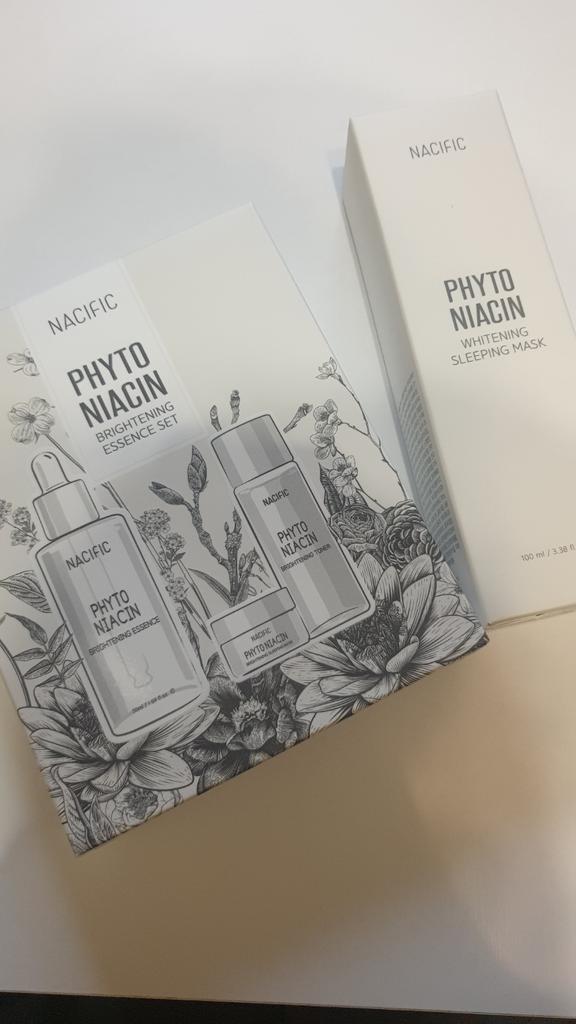 NACIFIC
PHYTO
NIACIN
BRIGHTENING
ESSENCE SET
NACIFIC
PHYTO
NIACIN
BRIGHTENING ESSENCE
NACIFIC
PHYTO
NIACIN
BRIGHTENING TONER
NACIFIC
PHYTO NIACIN
NACIFIC
PHYTO
NIACIN
WHITENING
SLEEPING MASK
100 ml / 3.38 fl.